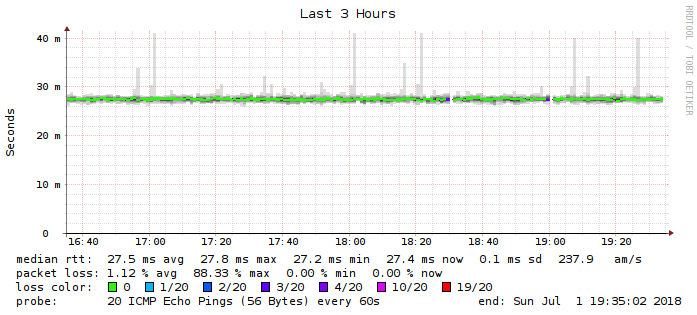 Last 3 Hours
RRDTOOL / TOBI OETIKER
Seconds
40 m
30 m
20 m
10 m
0
16:40 17:00 17:20 17:40 18:00 18:20 18:40 19:00 19:20
median rtt: 27.5 ms avg 27.8 ms max 27.2 ms min 27.4 ms now 0.1 ms sd 237.9 am/s
packet loss: 1.12 % avg 88.33 % max 0.00 % min 0.00 % now
loss color: 0 1/20 2/20 3/20 4/20 10/20 19/20
probe: 20 ICMP Echo Pings (56 Bytes) every 60s end: Sun Jul 1 19:35:02 2018